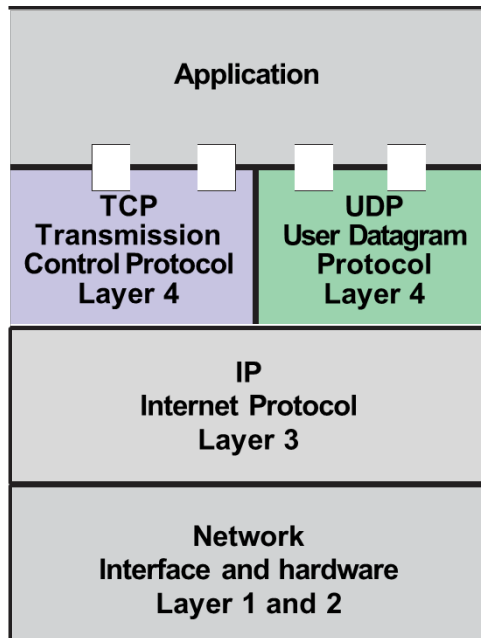 Application
TCP
Transmission
Control Protocol
Layer 4
UDP
User Datagram
Protocol
Layer 4
IP
Internet Protocol
Layer 3
Network
Interface and hardware
Layer 1 and 2